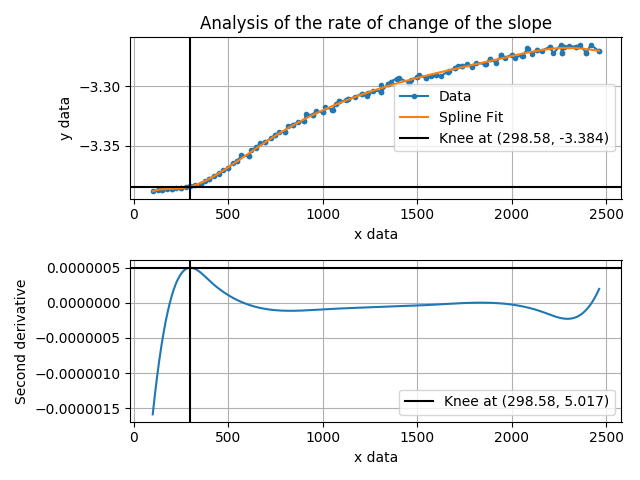 Analysis of the rate of change of the slope
y data
−3.30
−3.35
Data
Spline Fit
Knee at (298.58, -3.384)
0 500 1000 1500 2000 2500
x data
Second derivative
0.0000005
0.0000000
−0.0000005
−0.0000010
−0.0000015
Knee at (298.58, 5.017)
0 500 1000 1500 2000 2500
x data